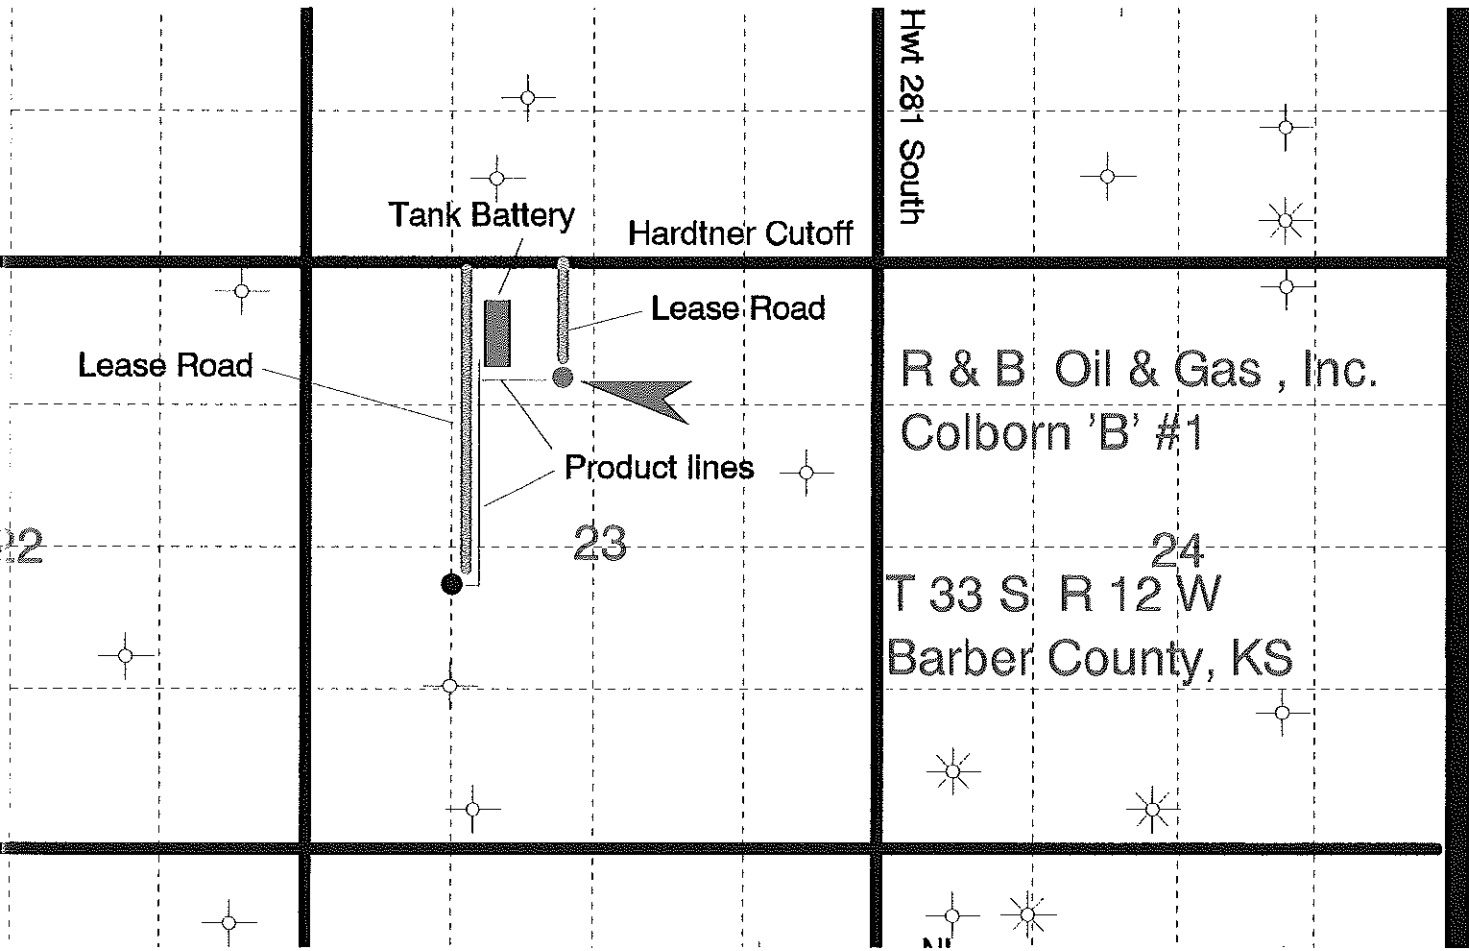 Hwt 281 South
Tank Battery
Hardtner Cutoff
Lease Road
Lease Road
R & B Oil & Gas , Inc.
Colborn 'B' #1
Product lines
22
23
24
T 33 S R 12 W
Barber County, KS